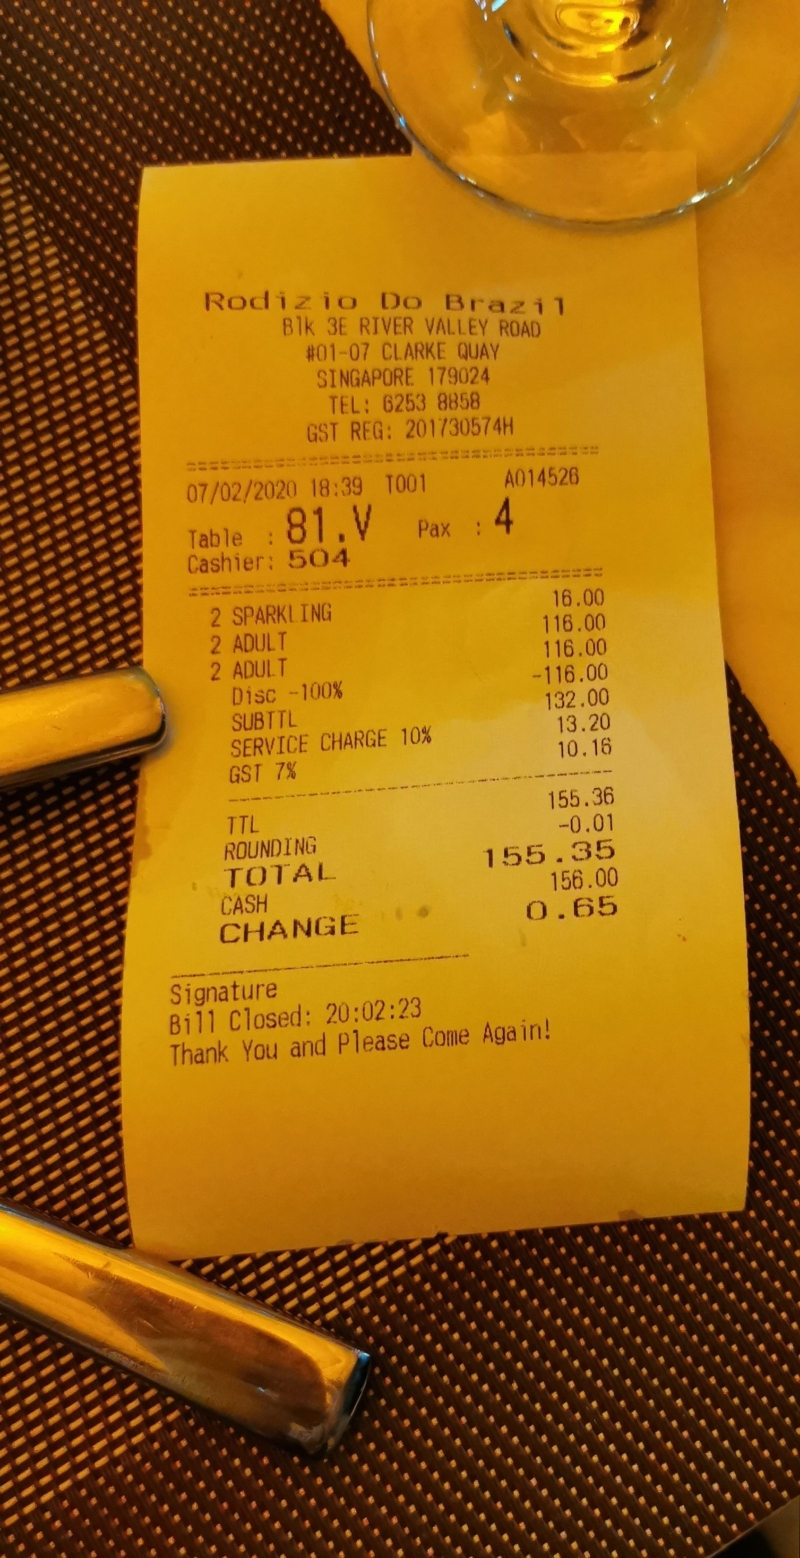 Rodizio Do Brazil
Blk 3E RIVER VALLEY ROAD
#01-07 CLARKE QUAY
SINGAPORE 179024
TEL: 6253 8858
GST REG: 201730574H
07/02/2020 18:39 T001 A014526
Table : 81.V Pax : 4
Cashier: 504
2 SPARKLING 16.00
2 ADULT 116.00
2 ADULT 116.00
Disc -100% -116.00
SUBTTL 132.00
SERVICE CHARGE 10% 13.20
GST 7% 10.16
TTL 155.36
ROUNDING -0.01
TOTAL 155.35
CASH 156.00
CHANGE 0.65
Signature
Bill Closed: 20:02:23
Thank You and Please Come Again!